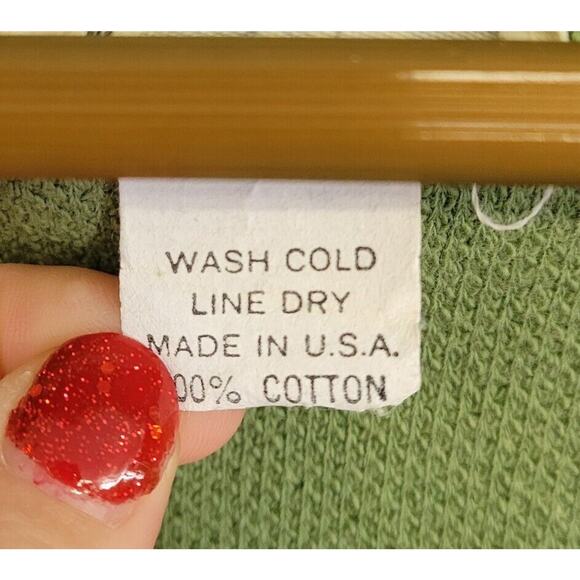 WASH COLD
LINE DRY
MADE IN U.S.A.
00% COTTON